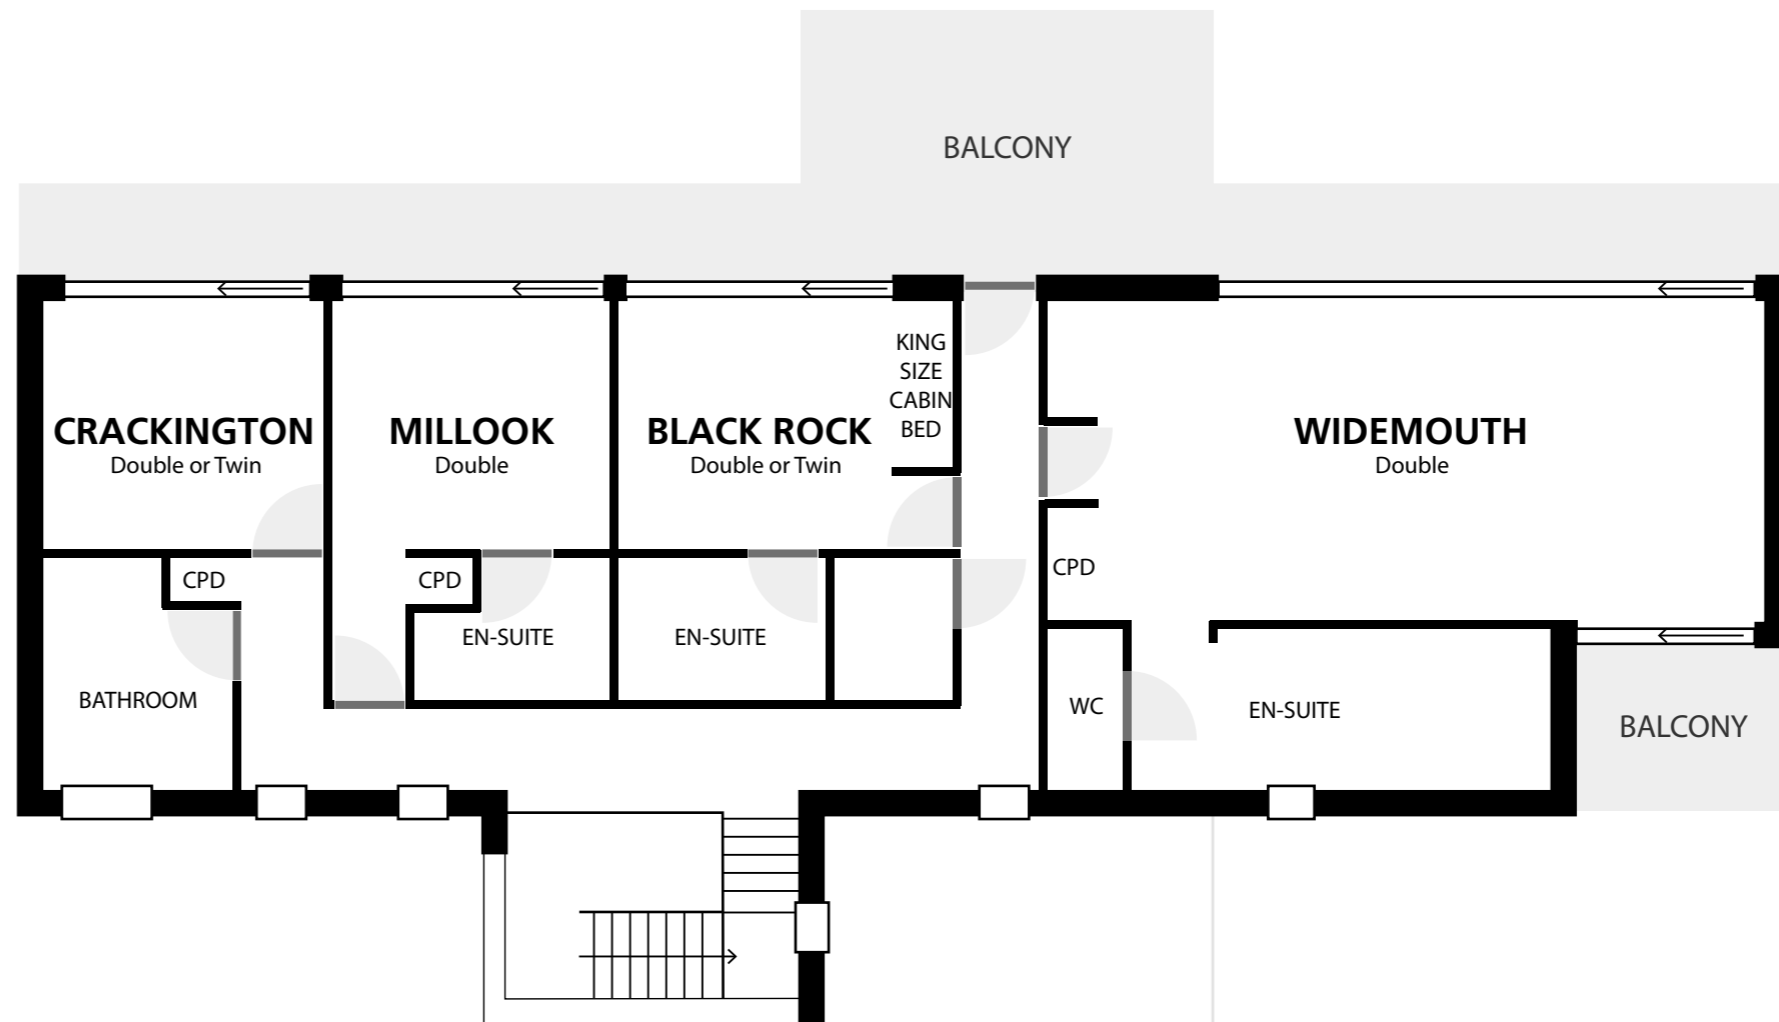 BALCONY
KING
SIZE
CABIN
BED
CRACKINGTON
Double or Twin
MILLOOK
Double
BLACK ROCK
Double or Twin
WIDEMOUTH
Double
CPD
CPD
CPD
EN-SUITE
EN-SUITE
BATHROOM
WC
EN-SUITE
BALCONY